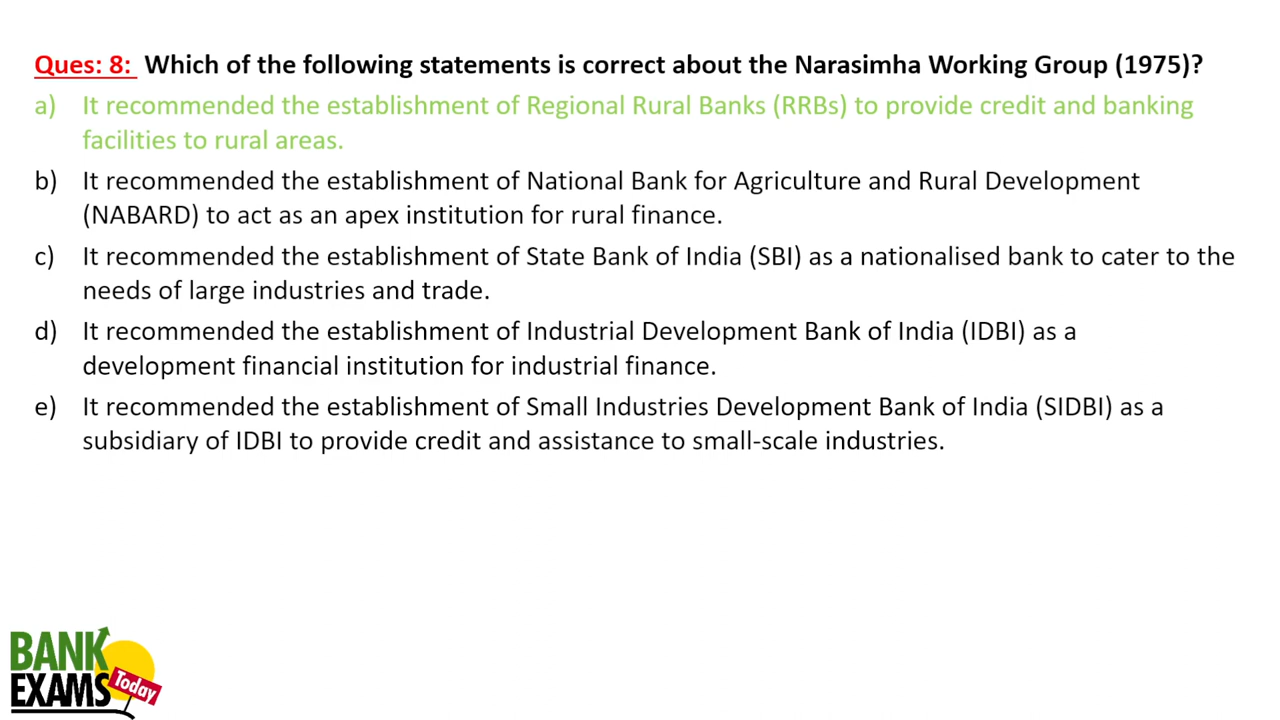 Ques: 8: Which of the following statements is correct about the Narasimha Working Group (1975)?
a) It recommended the establishment of Regional Rural Banks (RRBs) to provide credit and banking
facilities to rural areas.
b) It recommended the establishment of National Bank for Agriculture and Rural Development
(NABARD) to act as an apex institution for rural finance.
c) It recommended the establishment of State Bank of India (SBI) as a nationalised bank to cater to the
needs of large industries and trade.
d) It recommended the establishment of Industrial Development Bank of India (IDBI) as a
development financial institution for industrial finance.
e) It recommended the establishment of Small Industries Development Bank of India (SIDBI) as a
subsidiary of IDBI to provide credit and assistance to small-scale industries.
BANK
EXAMS
Today